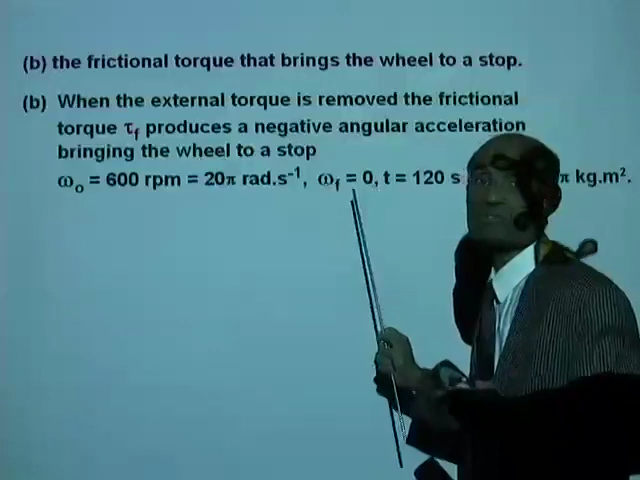 (b) the frictional torque that brings the wheel to a stop.
(b) When the external torque is removed the frictional
torque τf produces a negative angular acceleration
bringing the wheel to a stop
ωo = 600 rpm = 20π rad.s⁻¹, ωf = 0, t = 120 s π kg.m².